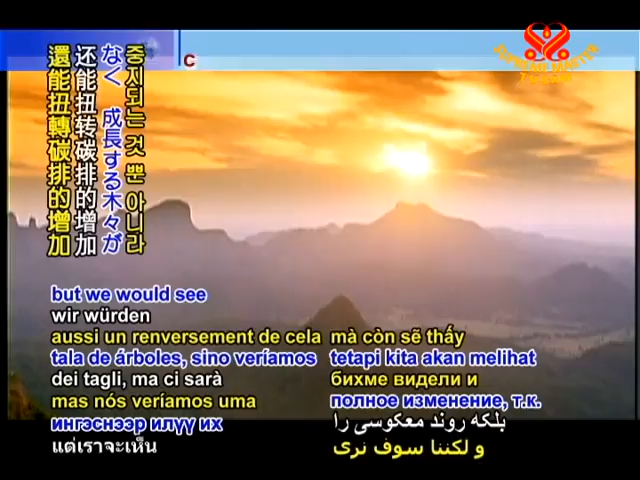 C
SUPREME MASTER
TELEVISION
還能扭轉碳排的增加
还能扭转碳排的增加
なく 成長する木々が
중지되는 것 뿐 아니라
but we would see
wir würden
aussi un renversement de cela
tala de árboles, sino veríamos
dei tagli, ma ci sarà
mas nós veríamos uma
ингэснээр илүү их
แต่เราจะเห็น
mà còn sẽ thấy
tetapi kita akan melihat
бихме видели и
полное изменение, т.к.
بلکه روند معکوسی را
و لكننا سوف نرى